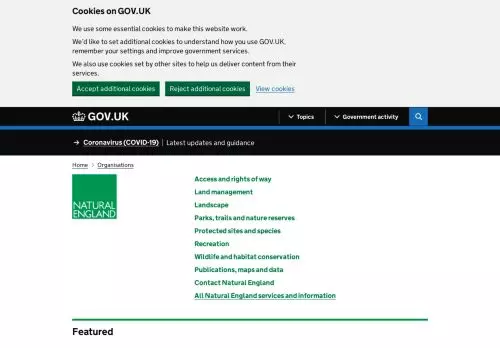 Cookies on GOV.UK
We use some essential cookies to make this website work.
We'd like to set additional cookies to understand how you use GOV.UK,
remember your settings and improve government services.
We also use cookies set by other sites to help us deliver content from their
services.
Accept additional cookies Reject additional cookies View cookies
GOV.UK Topics Government activity
→ Coronavirus (COVID-19) Latest updates and guidance
Home > Organisations
NATURAL
ENGLAND
Access and rights of way
Land management
Landscape
Parks, trails and nature reserves
Protected sites and species
Recreation
Wildlife and habitat conservation
Publications, maps and data
Contact Natural England
All Natural England services and information
Featured